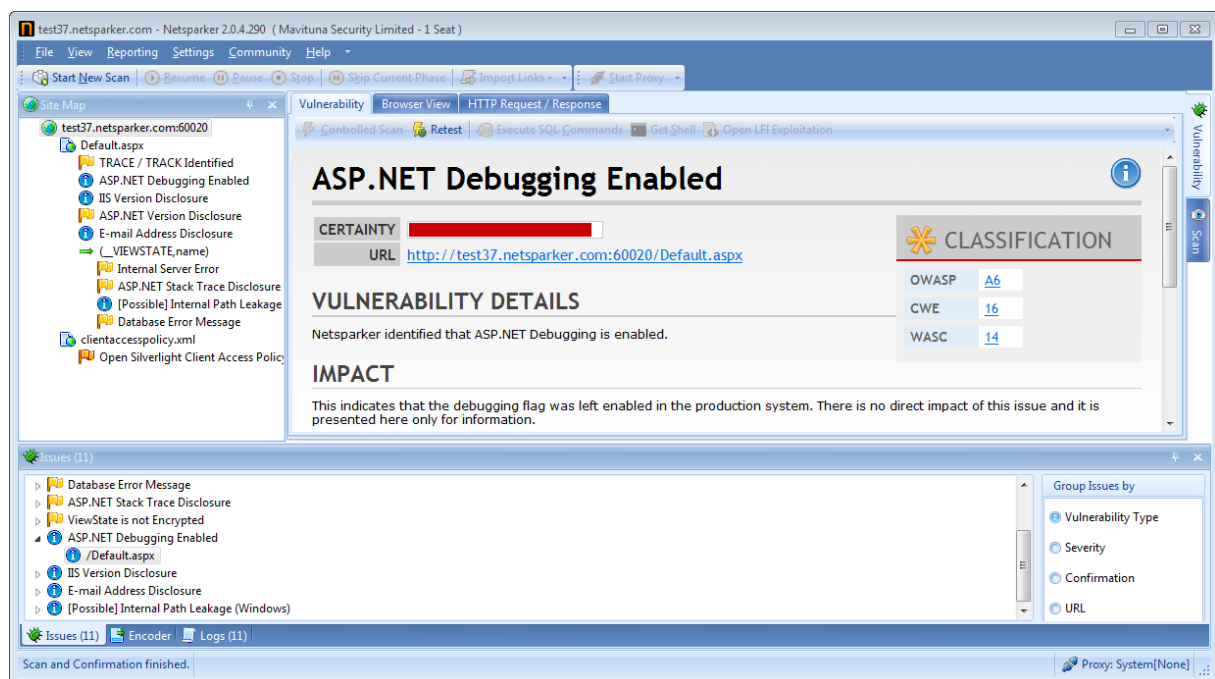 test37.netsparker.com - Netsparker 2.0.4.290 ( Mavituna Security Limited - 1 Seat )
File View Reporting Settings Community Help
Start New Scan Resume Pause Stop Skip Current Phase Import Links Start Proxy
Site Map
test37.netsparker.com:60020
Default.aspx
TRACE / TRACK Identified
ASP.NET Debugging Enabled
IIS Version Disclosure
ASP.NET Version Disclosure
E-mail Address Disclosure
(__VIEWSTATE,name)
Internal Server Error
ASP.NET Stack Trace Disclosure
[Possible] Internal Path Leakage
Database Error Message
clientaccesspolicy.xml
Open Silverlight Client Access Policy
Vulnerability Browser View HTTP Request / Response
Controlled Scan Retest Execute SQL Commands Get Shell Open LFI Exploitation
ASP.NET Debugging Enabled
CERTAINTY
URL http://test37.netsparker.com:60020/Default.aspx
CLASSIFICATION
OWASP A6
CWE 16
WASC 14
VULNERABILITY DETAILS
Netsparker identified that ASP.NET Debugging is enabled.
IMPACT
This indicates that the debugging flag was left enabled in the production system. There is no direct impact of this issue and it is
presented here only for information.
Vulnerability
Scan
Issues (11)
Database Error Message
ASP.NET Stack Trace Disclosure
ViewState is not Encrypted
ASP.NET Debugging Enabled
/Default.aspx
IIS Version Disclosure
E-mail Address Disclosure
[Possible] Internal Path Leakage (Windows)
Group Issues by
Vulnerability Type
Severity
Confirmation
URL
Issues (11) Encoder Logs (11)
Scan and Confirmation finished.
Proxy: System[None]